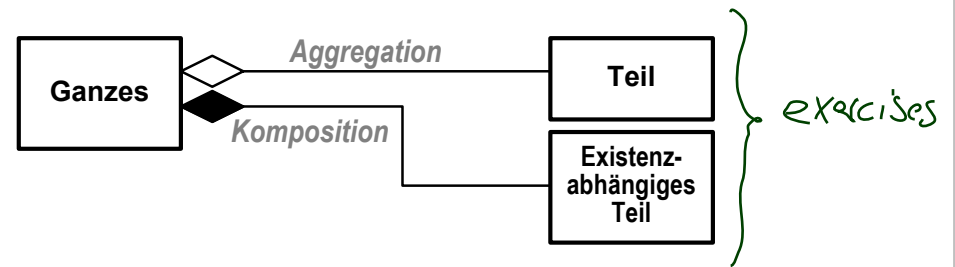 Aggregation
Ganzes
Teil
Komposition
Existenz-
abhängiges
Teil
exercises